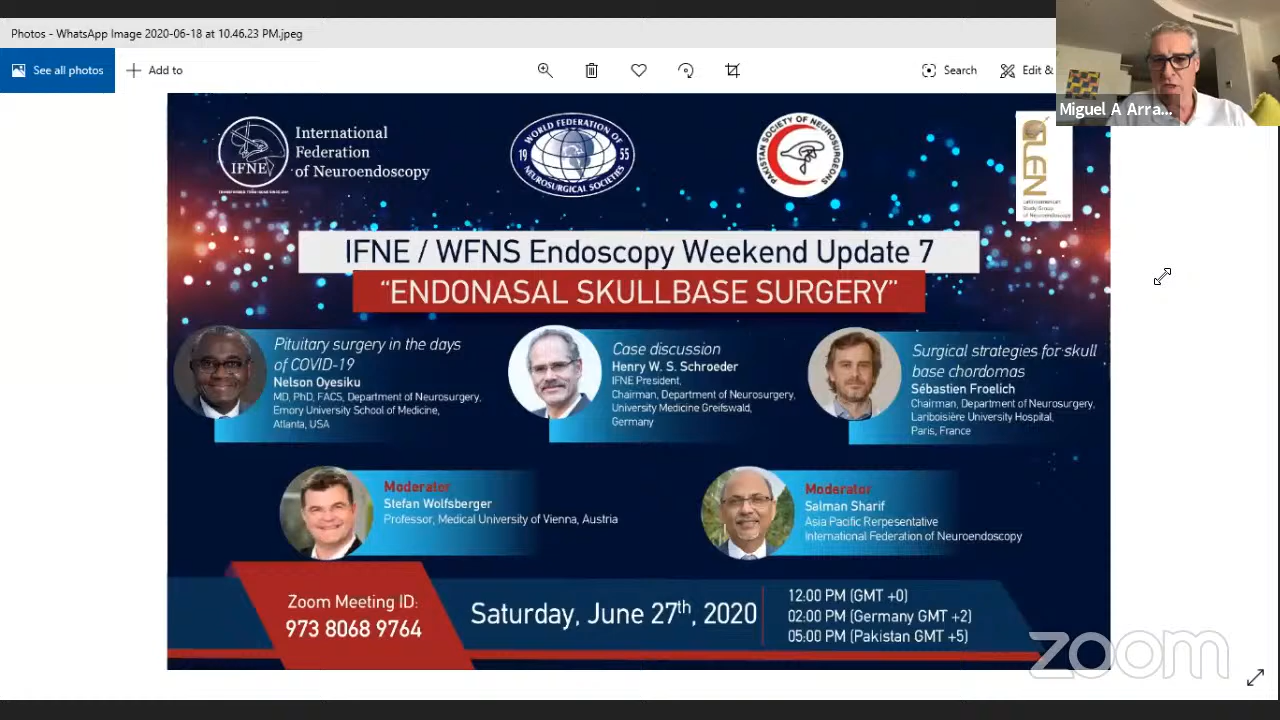 Photos - WhatsApp Image 2020-06-18 at 10.46.23 PM.jpeg
See all photos
Add to
Search
Edit &
Miguel A Arra...
IFNE
International
Federation
of Neuroendoscopy
WORLD FEDERATION OF
19 55
NEUROSURGICAL SOCIETIES
PAKISTAN SOCIETY OF NEUROSURGEONS
GLEN
Latinoamerican
Study Group
of Neuroendoscopy
IFNE / WFNS Endoscopy Weekend Update 7
“ENDONASAL SKULLBASE SURGERY”
Pituitary surgery in the days
of COVID-19
Nelson Oyesiku
MD, PhD, FACS, Department of Neurosurgery,
Emory University School of Medicine,
Atlanta, USA
Case discussion
Henry W. S. Schroeder
IFNE President,
Chairman, Department of Neurosurgery,
University Medicine Greifswald,
Germany
Surgical strategies for skull
base chordomas
Sébastien Froelich
Chairman, Department of Neurosurgery,
Lariboisière University Hospital,
Paris, France
Moderator
Stefan Wolfsberger
Professor, Medical University of Vienna, Austria
Moderator
Salman Sharif
Asia Pacific Rerpesentative
International Federation of Neuroendoscopy
Zoom Meeting ID:
973 8068 9764
Saturday, June 27th, 2020
12:00 PM (GMT +0)
02:00 PM (Germany GMT +2)
05:00 PM (Pakistan GMT +5)
zoom